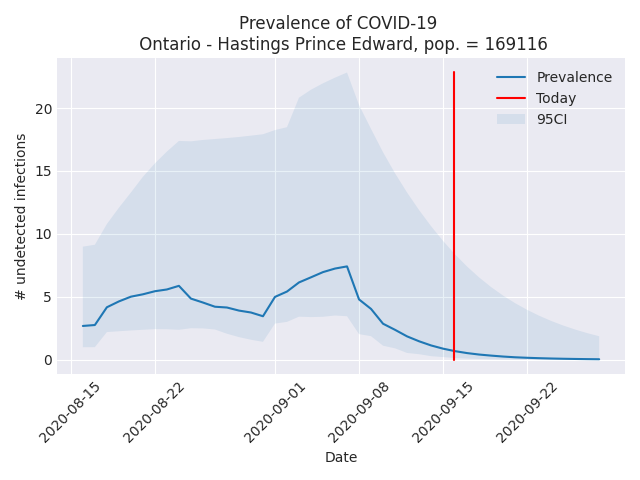 Prevalence of COVID-19
Ontario - Hastings Prince Edward, pop. = 169116
Prevalence
Today
95CI
# undetected infections
20
15
10
5
0
2020-08-15
2020-08-22
2020-09-01
2020-09-08
2020-09-15
2020-09-22
Date